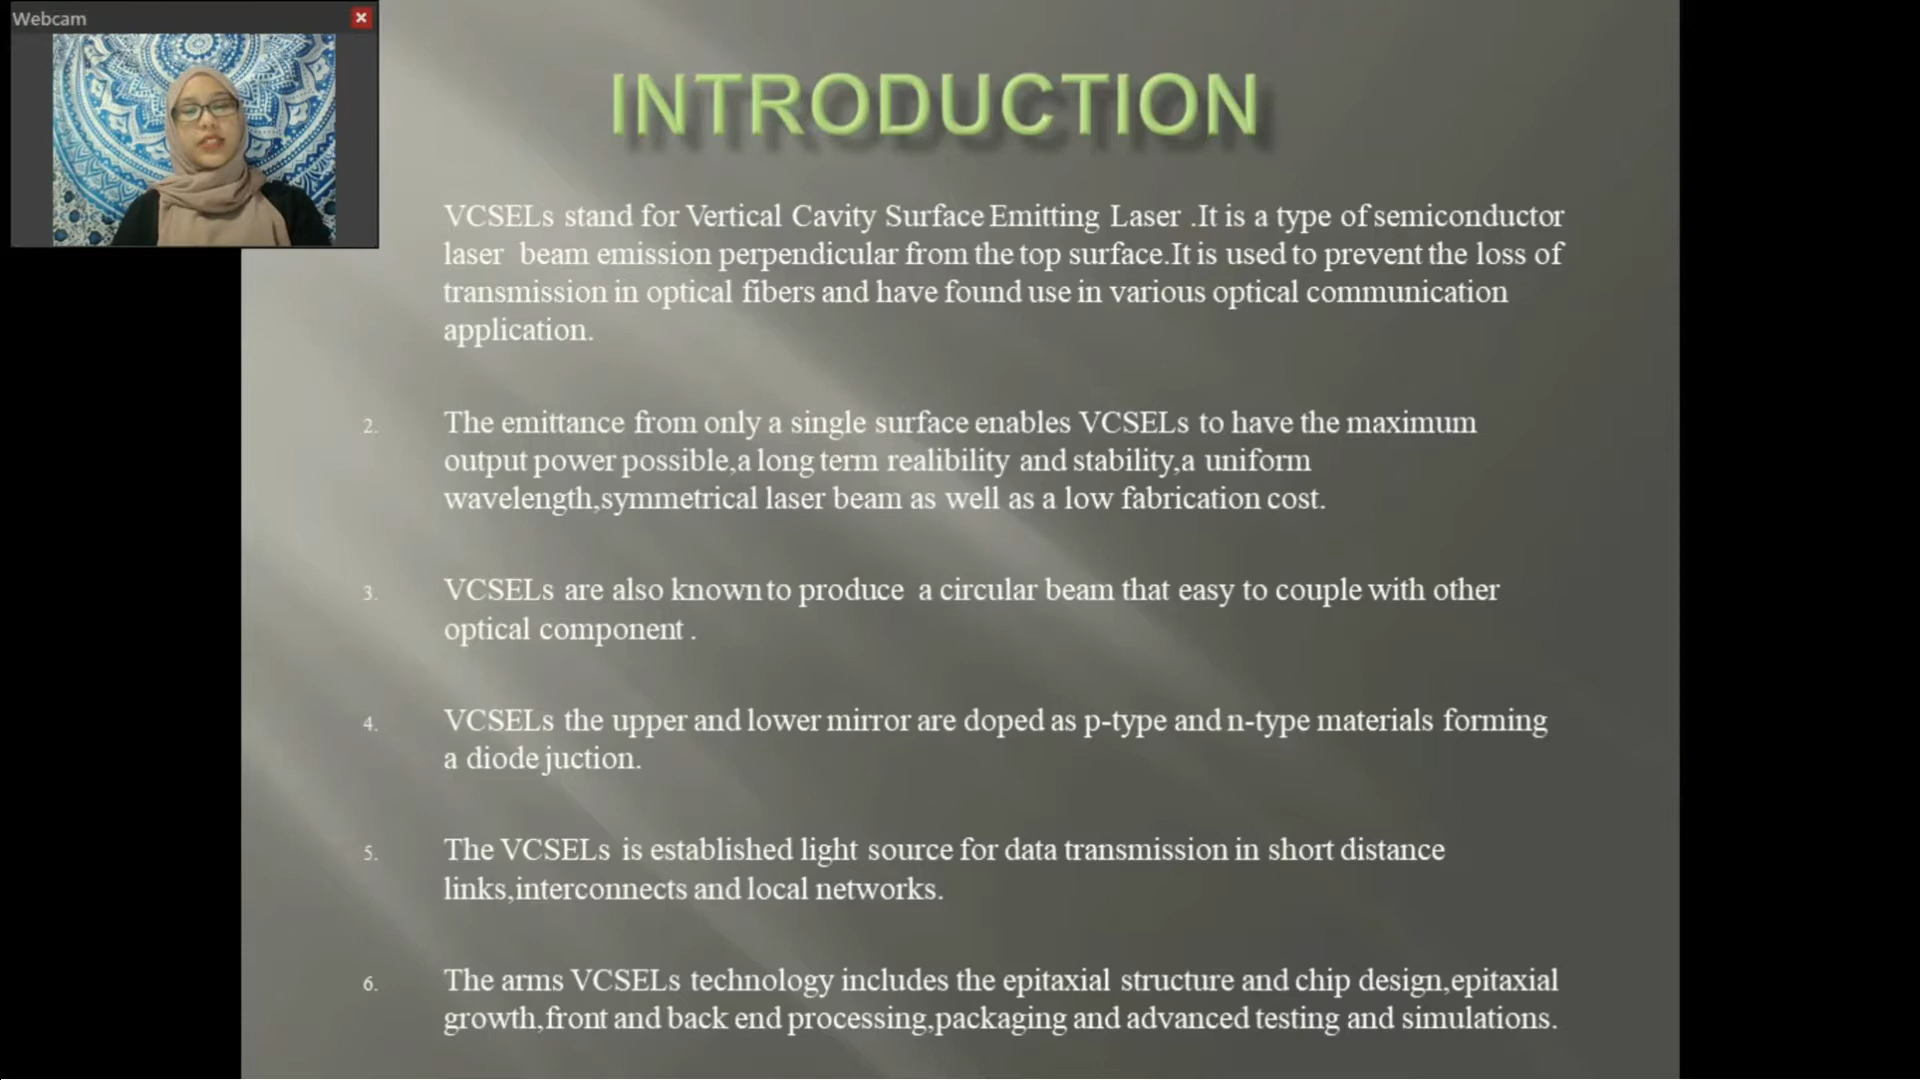 Webcam
INTRODUCTION
VCSELs stand for Vertical Cavity Surface Emitting Laser .It is a type of semiconductor
laser beam emission perpendicular from the top surface.It is used to prevent the loss of
transmission in optical fibers and have found use in various optical communication
application.
2. The emittance from only a single surface enables VCSELs to have the maximum
output power possible,a long term realibility and stability,a uniform
wavelength,symmetrical laser beam as well as a low fabrication cost.
3. VCSELs are also known to produce a circular beam that easy to couple with other
optical component .
4. VCSELs the upper and lower mirror are doped as p-type and n-type materials forming
a diode juction.
5. The VCSELs is established light source for data transmission in short distance
links,interconnects and local networks.
6. The arms VCSELs technology includes the epitaxial structure and chip design,epitaxial
growth,front and back end processing,packaging and advanced testing and simulations.